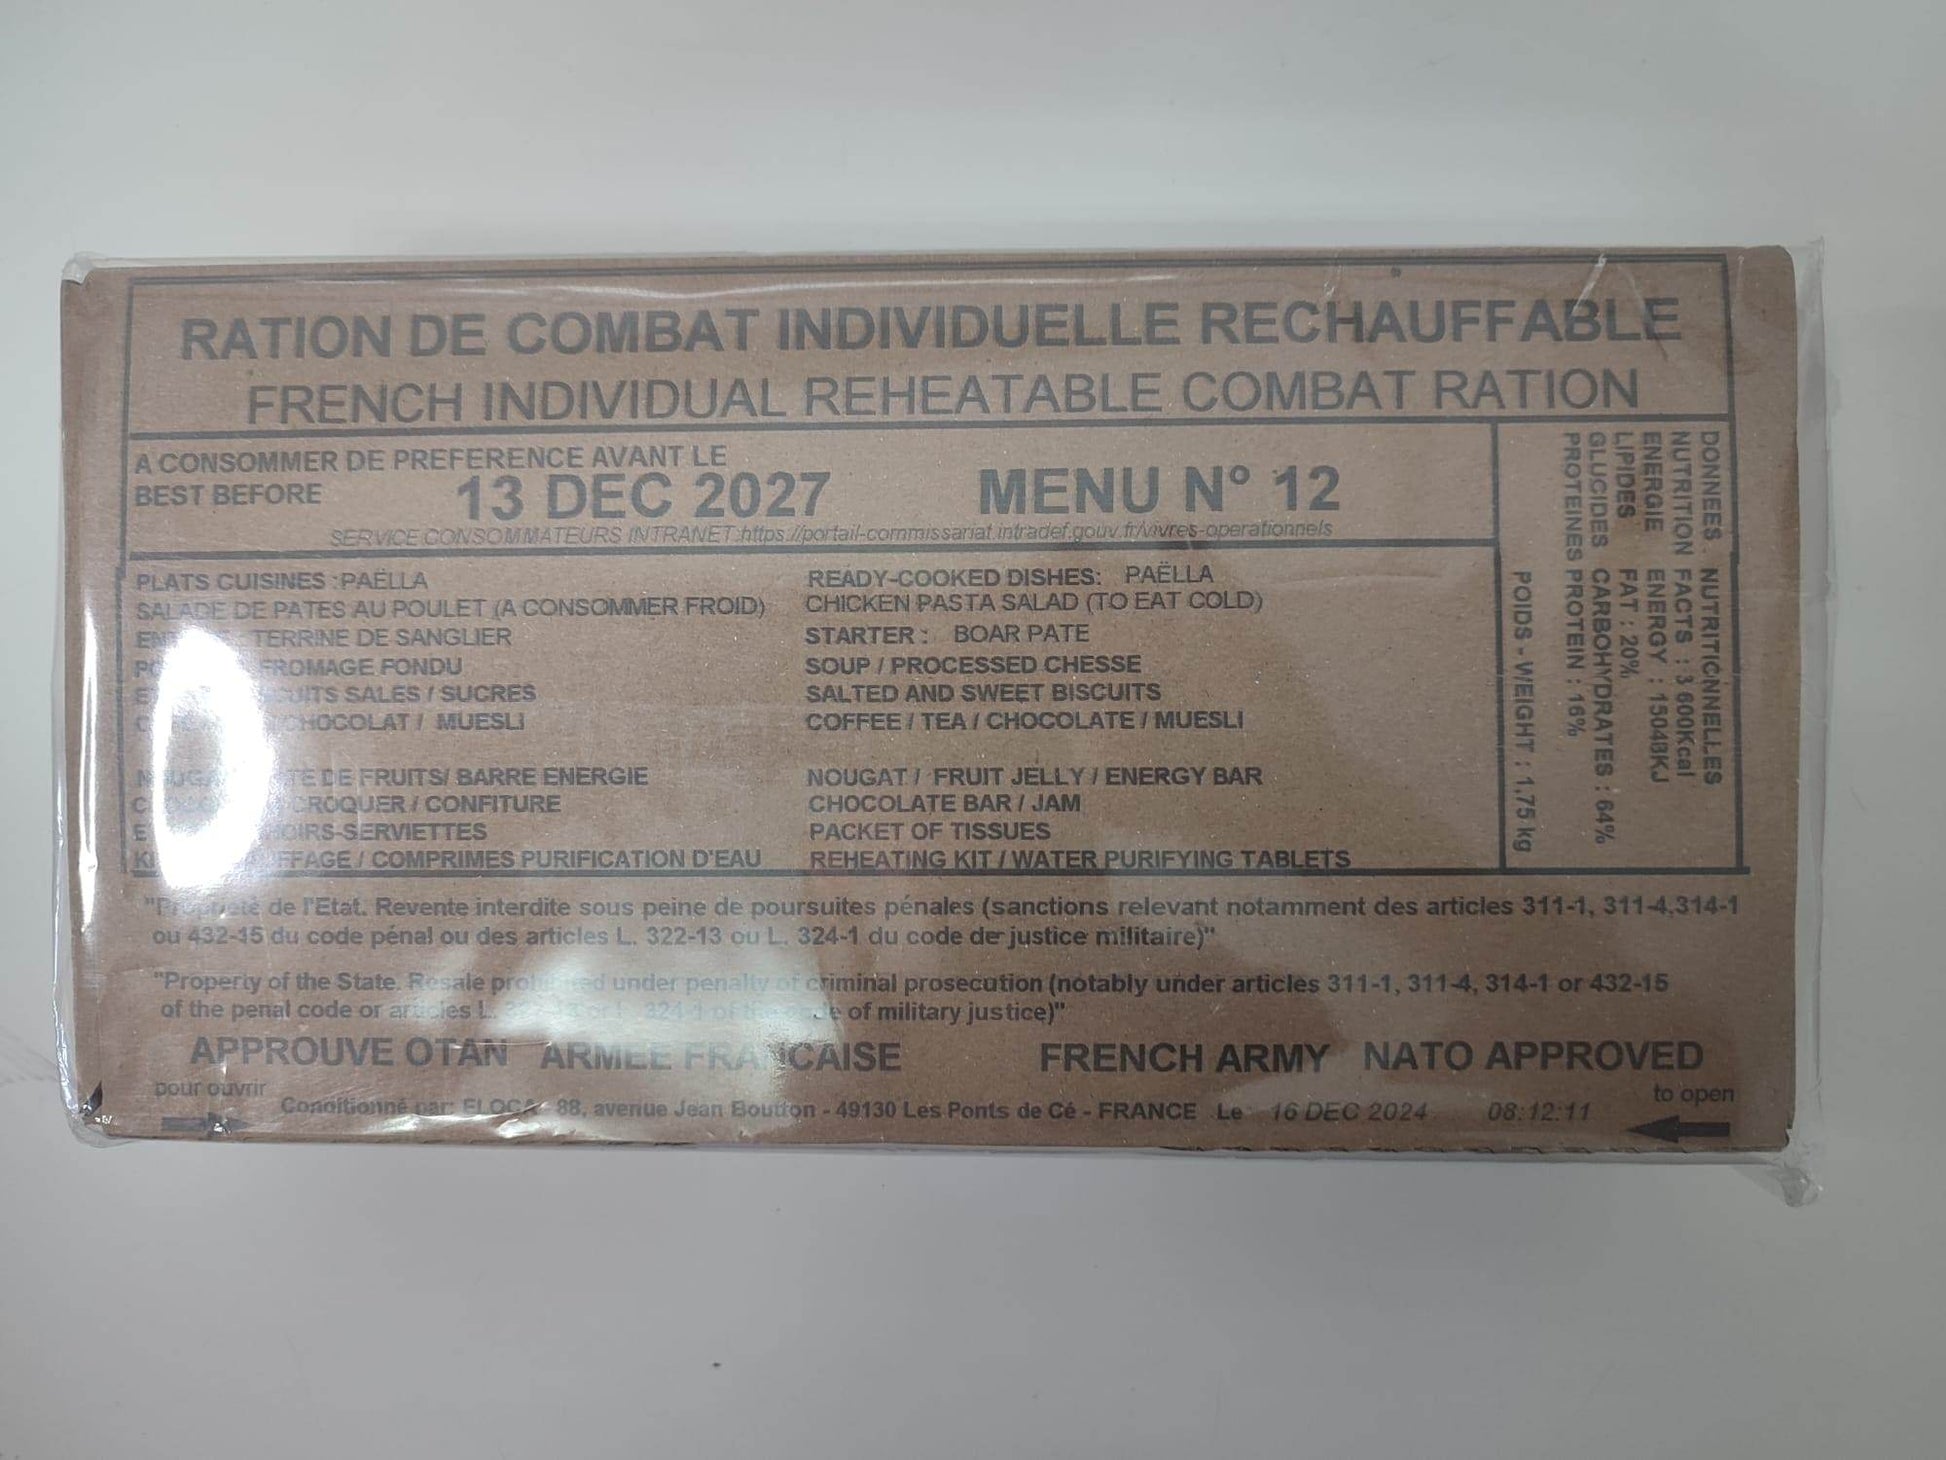 RATION DE COMBAT INDIVIDUELLE RECHAUFFABLE
FRENCH INDIVIDUAL REHEATABLE COMBAT RATION
A CONSOMMER DE PREFERENCE AVANT LE
BEST BEFORE 13 DEC 2027 MENU N° 12
SERVICE CONSOMMATEURS INTRANET:https://portail-commissariat.intradef.gouv.fr/vivres-operationnels
PLATS CUISINES :PAËLLA
SALADE DE PATES AU POULET (A CONSOMMER FROID)
TERRINE DE SANGLIER
FROMAGE FONDU
SALES / SUCRES
CHOCOLAT / MUESLI
DE FRUITS/ BARRE ENERGIE
CROQUER / CONFITURE
KI / COMPRIMES PURIFICATION D'EAU
READY-COOKED DISHES: PAËLLA
CHICKEN PASTA SALAD (TO EAT COLD)
STARTER : BOAR PATE
SOUP / PROCESSED CHESSE
SALTED AND SWEET BISCUITS
COFFEE / TEA / CHOCOLATE / MUESLI
NOUGAT / FRUIT JELLY / ENERGY BAR
CHOCOLATE BAR / JAM
PACKET OF TISSUES
REHEATING KIT / WATER PURIFYING TABLETS
DONNEES NUTRITIONNELLES
NUTRITION FACTS : 3 600Kcal
ENERGIE ENERGY : 15048KJ
LIPIDES FAT : 20%
GLUCIDES CARBOHYDRATES : 64%
PROTEINES PROTEIN : 16%
POIDS - WEIGHT : 1.75 kg
"Propriété de l'Etat. Revente interdite sous peine de poursuites pénales (sanctions relevant notamment des articles 311-1, 311-4,314-1
ou 432-15 du code pénal ou des articles L. 322-13 ou L. 324-1 du code de justice militaire)"
"Property of the State. Resale prohibited under penalty of criminal prosecution (notably under articles 311-1, 311-4, 314-1 or 432-15
of the penal code or articles L. 324-1 of the code of military justice)"
APPROUVE OTAN ARMEE FRANCAISE FRENCH ARMY NATO APPROVED
pour ouvrir to open
Conditionné par: ELOCA 88, avenue Jean Boutton - 49130 Les Ponts de Cé - FRANCE Le 16 DEC 2024 08:12:11